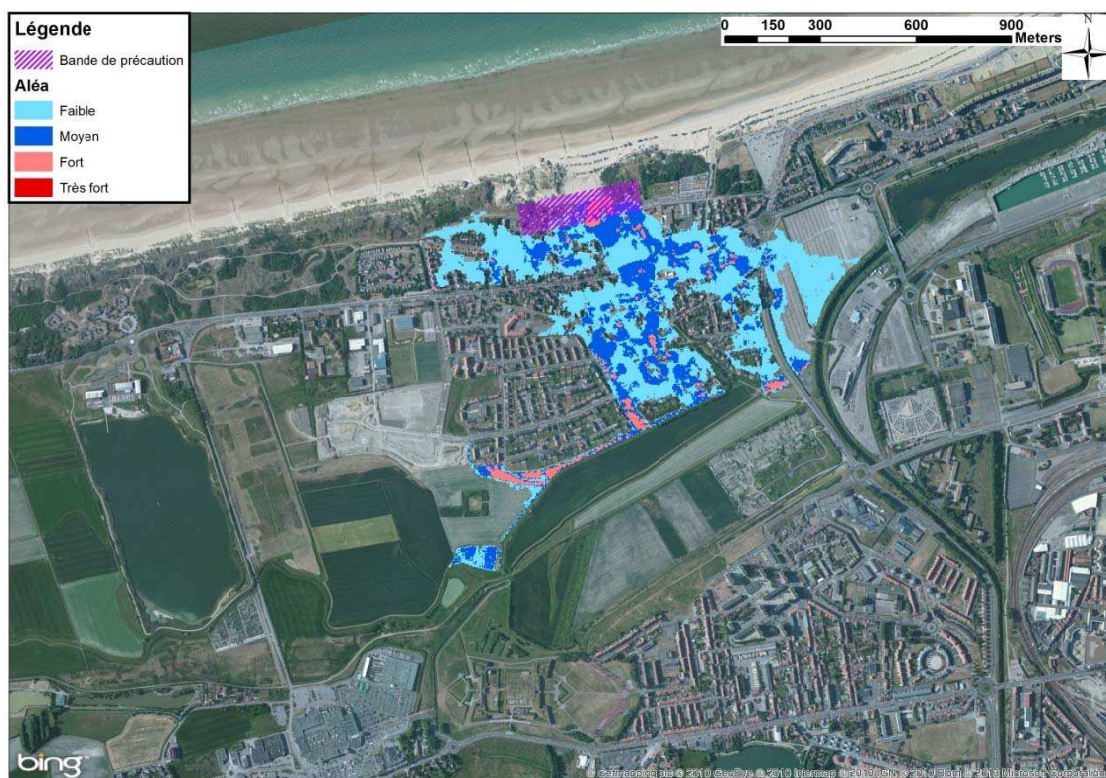 Légende
Bande de précaution
Aléa
Faible
Moyen
Fort
Très fort
0 150 300 600 900
Meters
N
bing